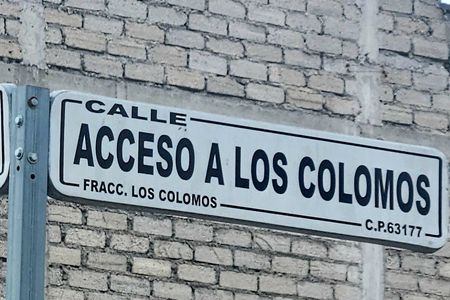 CALLE
ACCESO A LOS COLOMOS
FRACC. LOS COLOMOS
C.P.63177